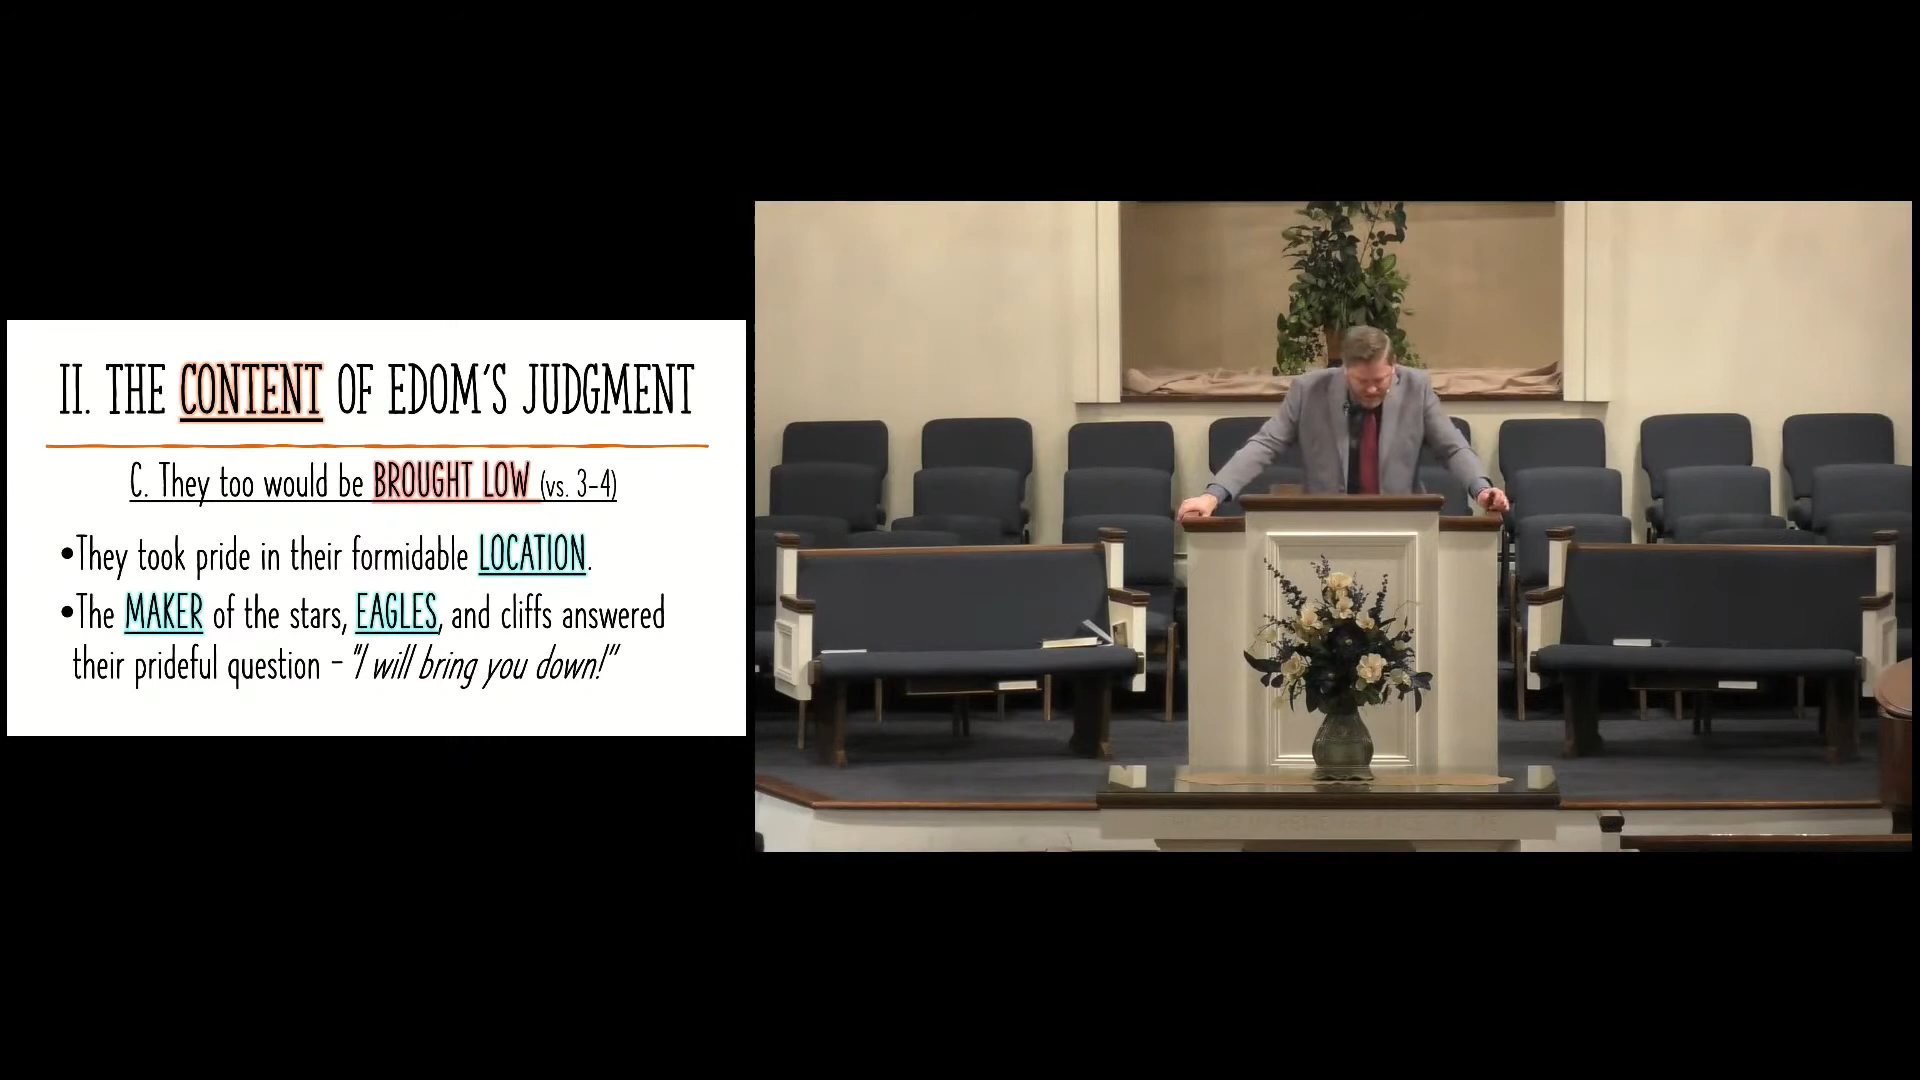 II. THE CONTENT OF EDOM'S JUDGMENT
C. They too would be BROUGHT LOW (vs. 3-4)
•They took pride in their formidable LOCATION.
•The MAKER of the stars, EAGLES, and cliffs answered
their prideful question - "I will bring you down!"